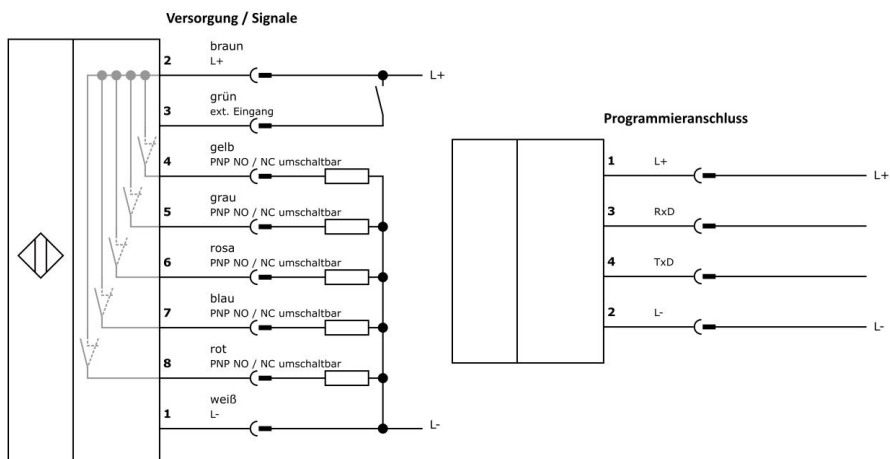 Versorgung / Signale
braun
2 L+
L+
grün
3 ext. Eingang
gelb
4 PNP NO / NC umschaltbar
grau
5 PNP NO / NC umschaltbar
rosa
6 PNP NO / NC umschaltbar
blau
7 PNP NO / NC umschaltbar
rot
8 PNP NO / NC umschaltbar
weiß
1 L-
L-
Programmieranschluss
1 L+
L+
3 RxD
4 TxD
2 L-
L-